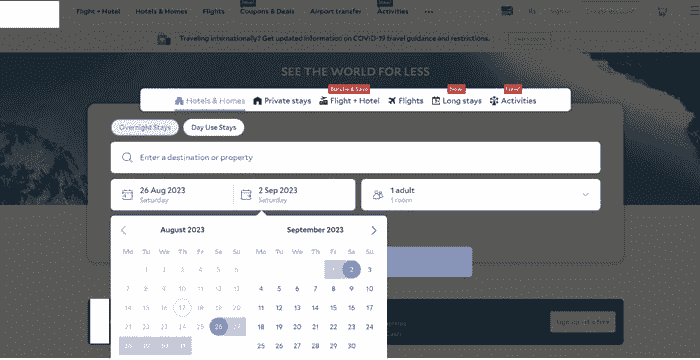 Flight + Hotel Hotels & Homes Flights Coupons & Deals Airport transfer Activities
New
Traveling internationally? Get updated information on COVID-19 travel guidance and restrictions.
SEE THE WORLD FOR LESS
Bundle & Save New! New!
Hotels & Homes Private stays Flight + Hotel Flights Long stays Activities
Overnight Stays Day Use Stays
Enter a destination or property
26 Aug 2023 2 Sep 2023 1 adult
Saturday Saturday 1 room
August 2023 September 2023
Mo Tu We Th Fr Sa Su Mo Tu We Th Fr Sa Su
1 2 3 4 5 6 1 2 3
7 8 9 10 11 12 13 4 5 6 7 8 9 10
14 15 16 17 18 19 20 11 12 13 14 15 16 17
21 22 23 24 25 26 27 18 19 20 21 22 23 24
28 29 30 31 25 26 27 28 29 30